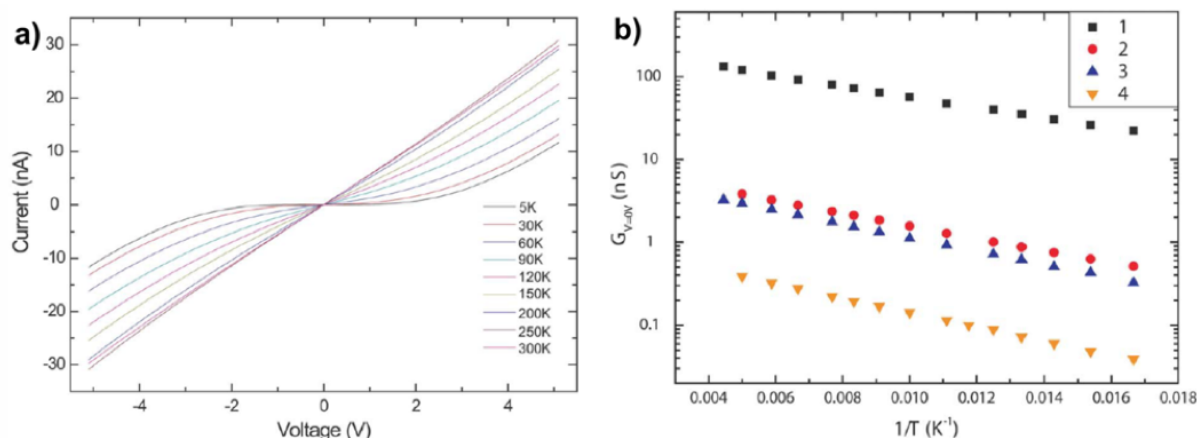 a)
30
20
10
0
-10
-20
-30
Current (nA)
-4
-2
0
2
4
Voltage (V)
5K
30K
60K
90K
120K
150K
200K
250K
300K
b)
100
10
1
0.1
G_{V=0V} (nS)
0.004
0.006
0.008
0.010
0.012
0.014
0.016
0.018
1/T (K⁻¹)
1
2
3
4